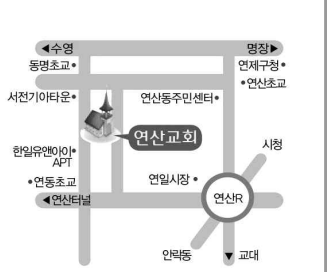 ◀수영
명장▶
동명초교•
연제구청•
•연산초교
서전기아타운•
연산동주민센터•
연산교회
시청
한일유앤아이•
APT
•연동초교
연일시장•
◀연산터널
연산R
안락동
▼ 교대